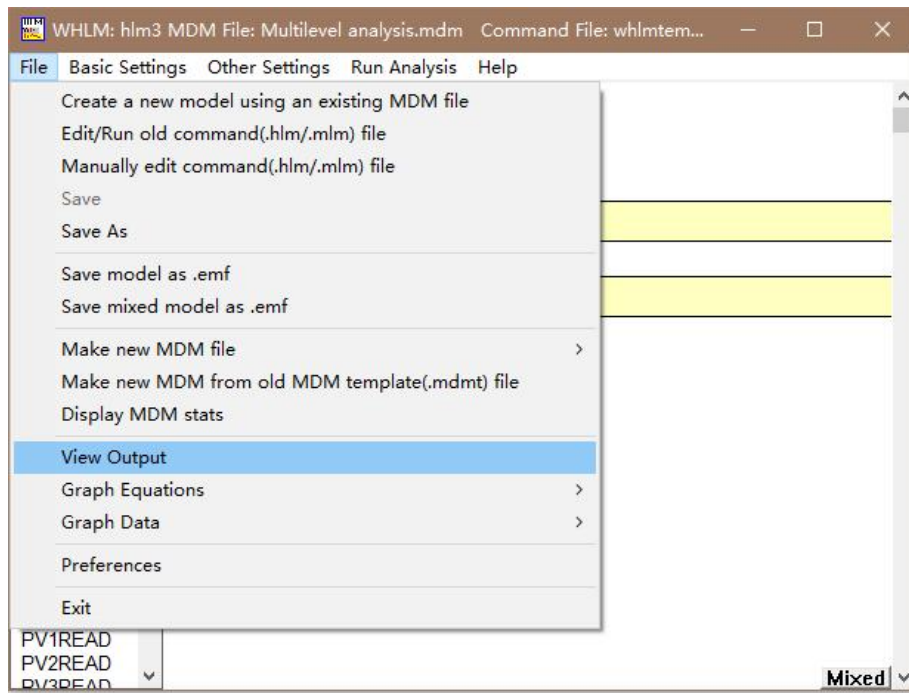 WHLM: hlm3 MDM File: Multilevel analysis.mdm Command File: whlmtem...
File Basic Settings Other Settings Run Analysis Help
Create a new model using an existing MDM file
Edit/Run old command(.hlm/.mlm) file
Manually edit command(.hlm/.mlm) file
Save
Save As
Save model as .emf
Save mixed model as .emf
Make new MDM file
Make new MDM from old MDM template(.mdmt) file
Display MDM stats
View Output
Graph Equations
Graph Data
Preferences
Exit
PV1READ
PV2READ
PV3READ
Mixed